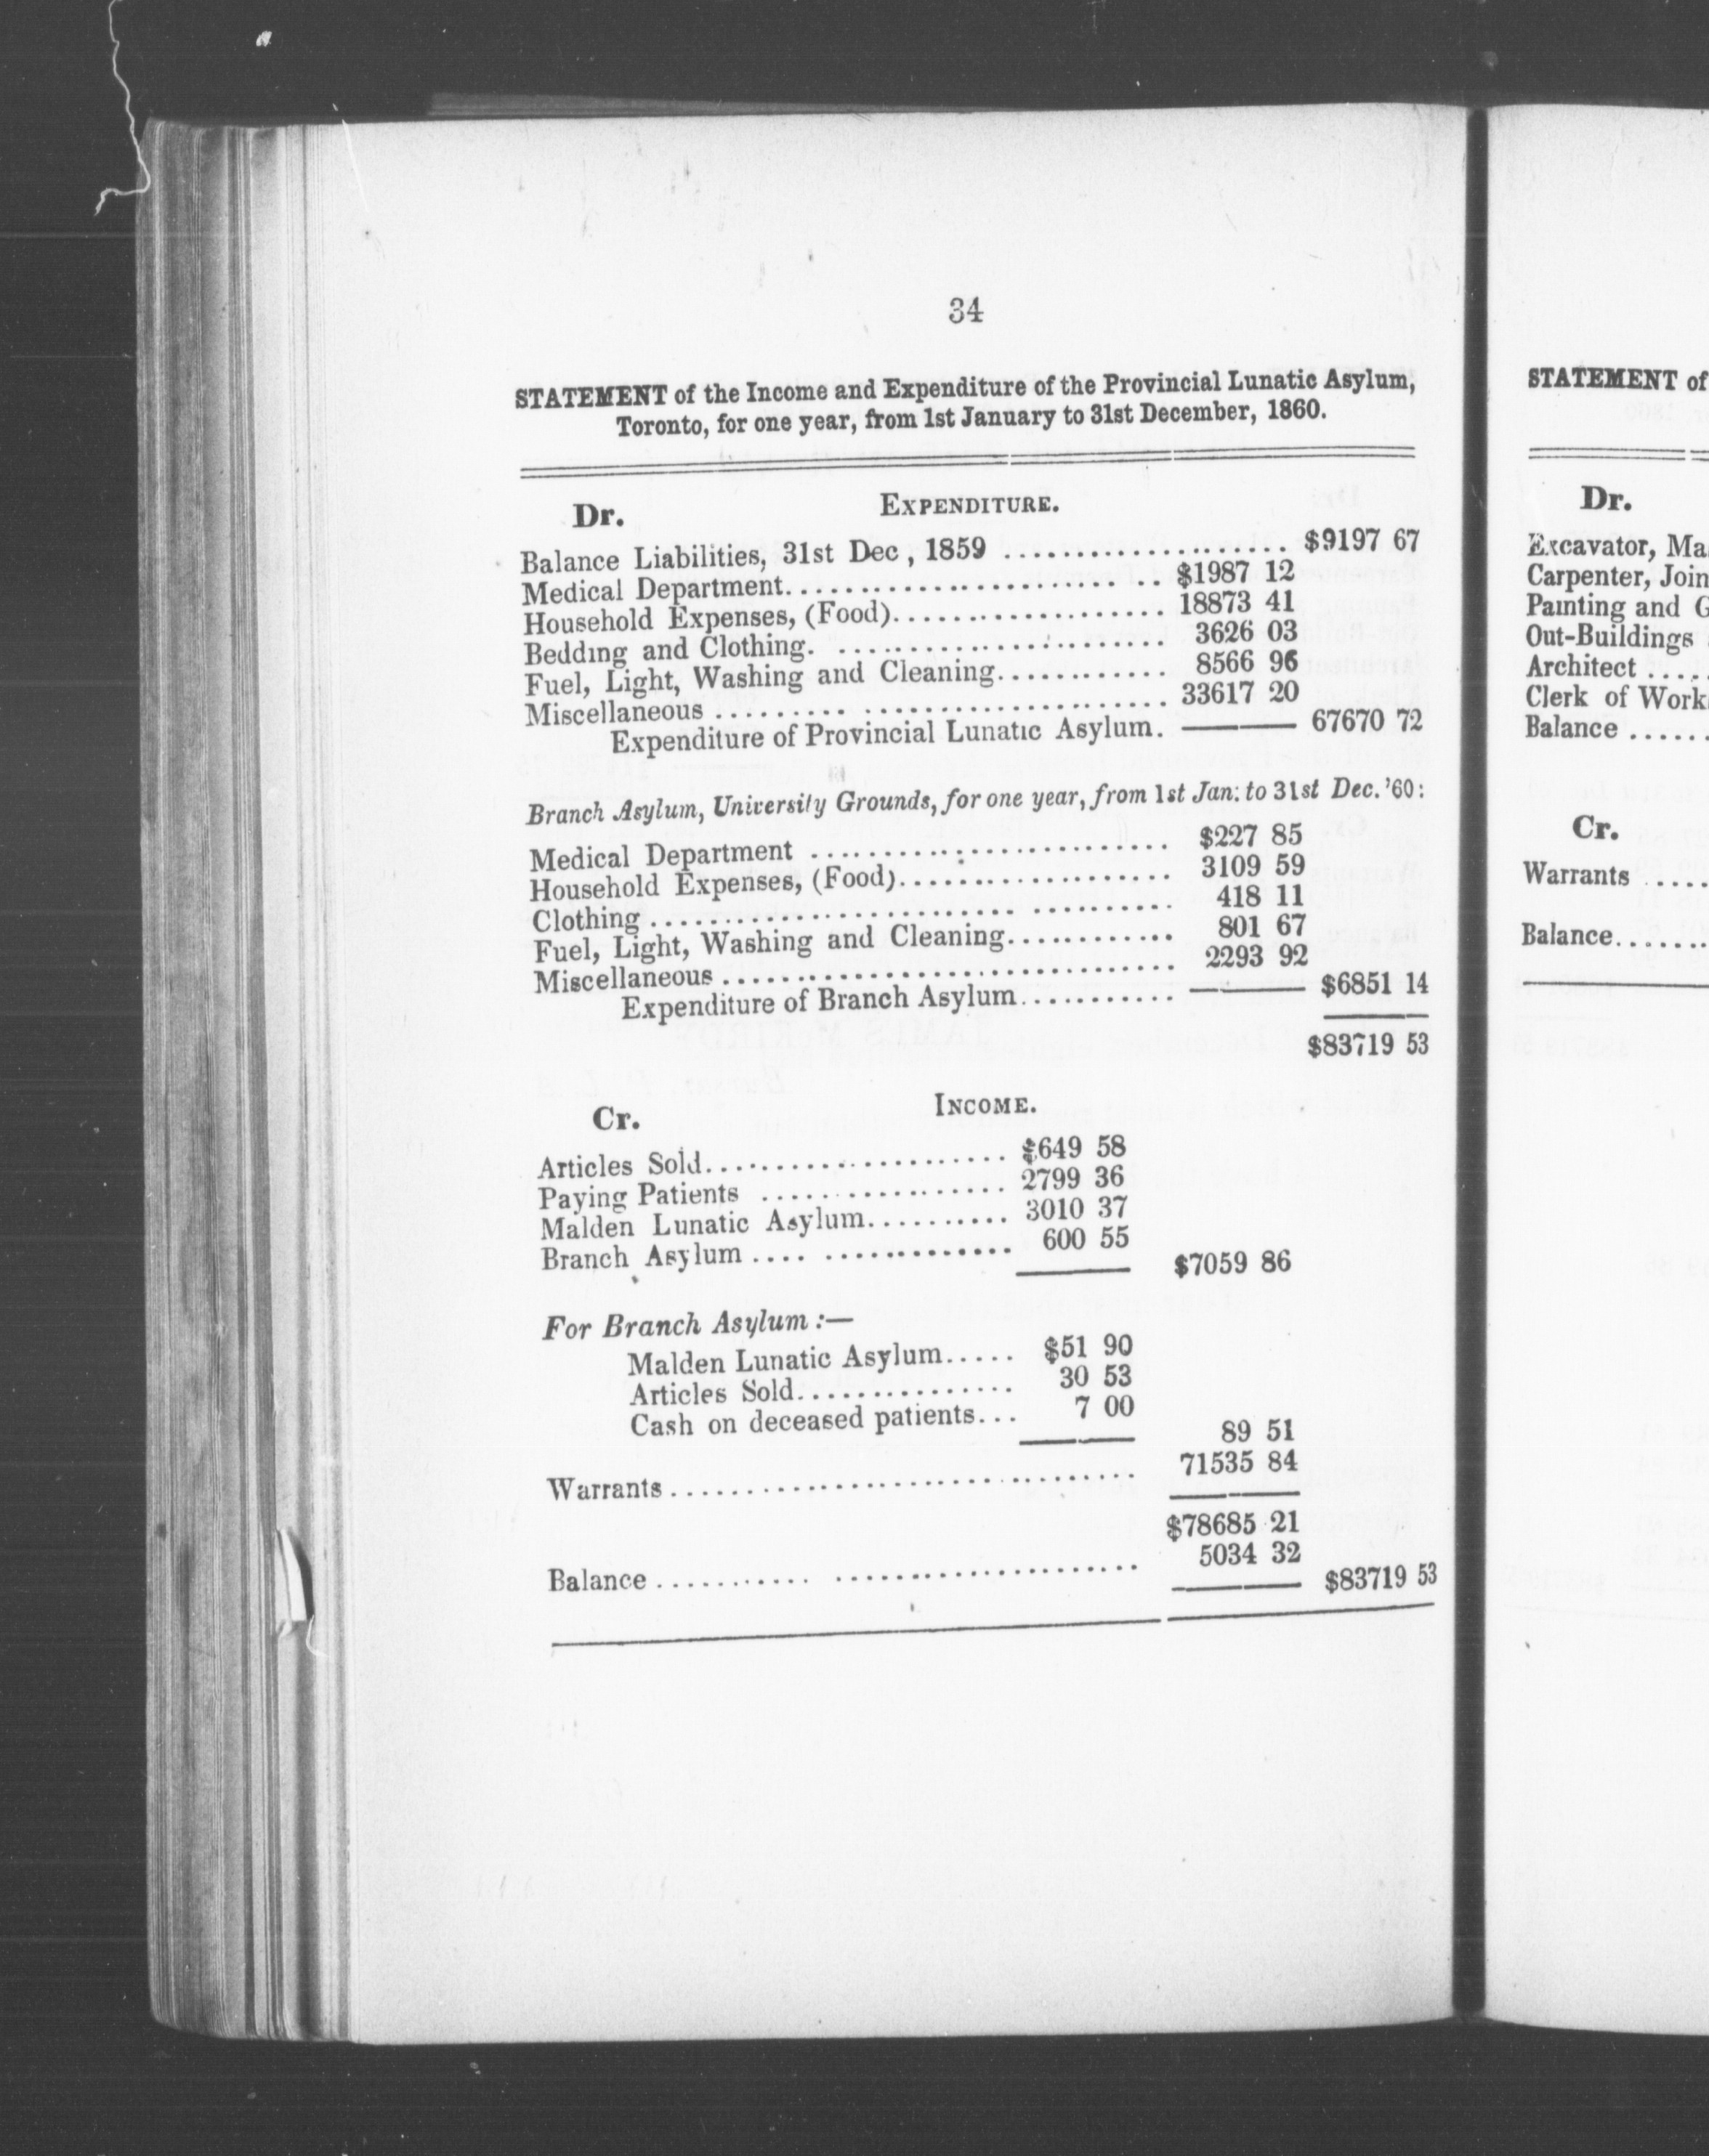 34
STATEMENT of the Income and Expenditure of the Provincial Lunatic Asylum,
Toronto, for one year, from 1st January to 31st December, 1860.
Dr. EXPENDITURE.
Balance Liabilities, 31st Dec , 1859 .................... $9197 67
Medical Department......................... .. $1987 12
Household Expenses, (Food)................... 18873 41
Bedding and Clothing. ....................... 3626 03
Fuel, Light, Washing and Cleaning............ 8566 96
Miscellaneous ......... ..................... 33617 20
Expenditure of Provincial Lunatic Asylum. ——— 67670 72
Branch Asylum, University Grounds, for one year, from 1st Jan. to 31st Dec. '60:
Medical Department ......................... $227 85
Household Expenses, (Food)................... 3109 59
Clothing ......................... .......... 418 11
Fuel, Light, Washing and Cleaning............ 801 67
Miscellaneous ............................... 2293 92
Expenditure of Branch Asylum........... ——— $6851 14
$83719 53
Cr. INCOME.
Articles Sold..................... $649 58
Paying Patients .................. 2799 36
Malden Lunatic Asylum.......... 3010 37
Branch Asylum .... ............. 600 55
$7059 86
For Branch Asylum :—
Malden Lunatic Asylum..... $51 90
Articles Sold............... 30 53
Cash on deceased patients... 7 00
89 51
Warrants ................................ 71535 84
$78685 21
Balance ........... ..................... 5034 32
$83719 53
STATEMENT of
Dr.
Excavator, Ma
Carpenter, Join
Painting and G
Out-Buildings
Architect ....
Clerk of Work
Balance ......
Cr.
Warrants ....
Balance.......